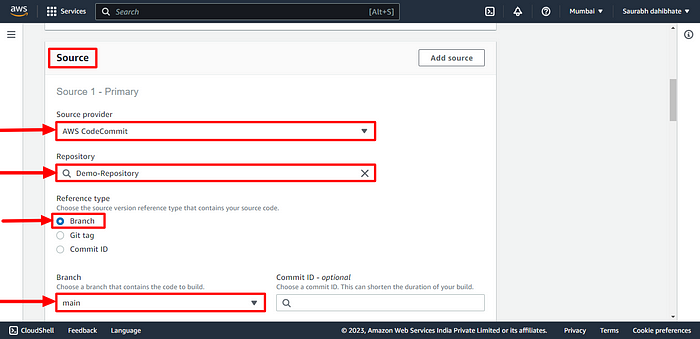 aws
Services
Search
[Alt+S]
Mumbai
Saurabh dahibhate
Source
Add source
Source 1 - Primary
Source provider
AWS CodeCommit
Repository
Demo-Repository
Reference type
Choose the source version reference type that contains your source code.
Branch
Git tag
Commit ID
Branch
Choose a branch that contains the code to build.
main
Commit ID - optional
Choose a commit ID. This can shorten the duration of your build.
CloudShell
Feedback
Language
© 2023, Amazon Web Services India Private Limited or its affiliates.
Privacy
Terms
Cookie preferences